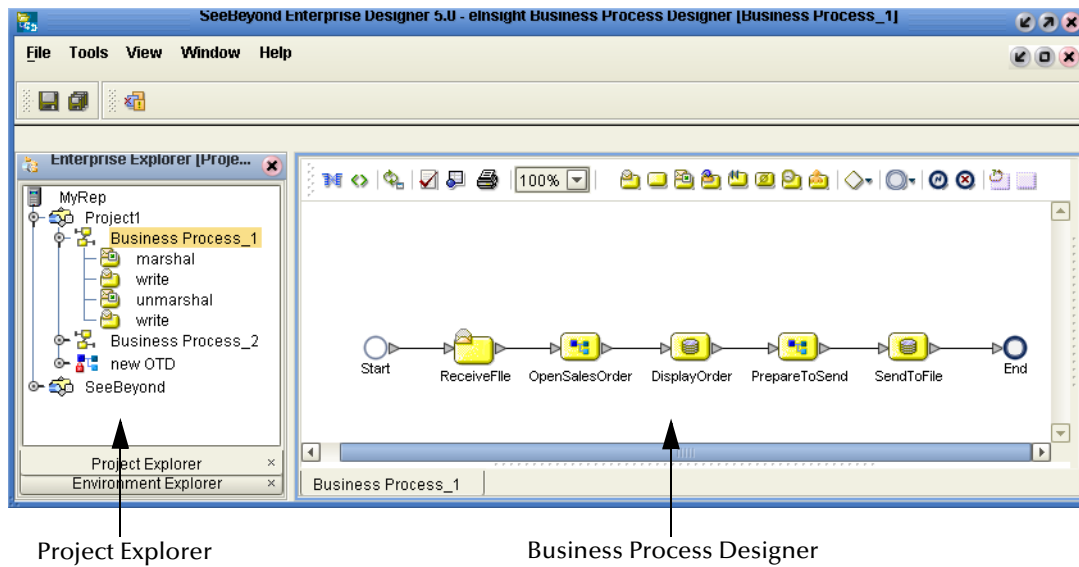 SeeBeyond Enterprise Designer 5.0 - eInsight Business Process Designer [Business Process_1]
File Tools View Window Help
Enterprise Explorer [Proje...
100%
MyRep
Project1
Business Process_1
marshal
write
unmarshal
write
Business Process_2
new OTD
SeeBeyond
Start
ReceiveFIle
OpenSalesOrder
DisplayOrder
PrepareToSend
SendToFile
End
Project Explorer ×
Environment Explorer ×
Business Process_1
Project Explorer
Business Process Designer